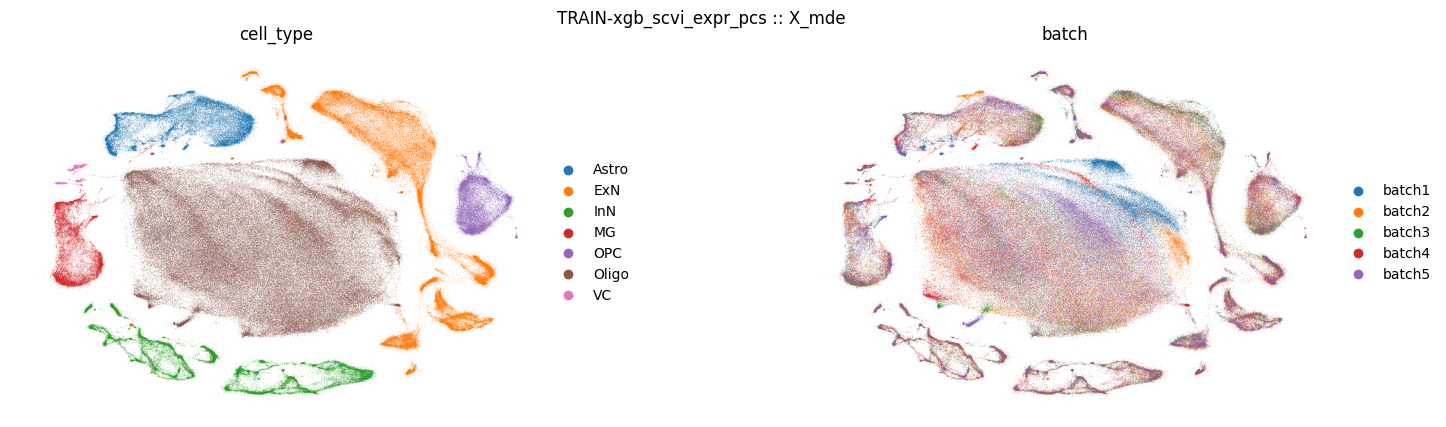 TRAIN-xgb_scvi_expr_pcs :: X_mde
cell_type
Astro
ExN
InN
MG
OPC
Oligo
VC
batch
batch1
batch2
batch3
batch4
batch5